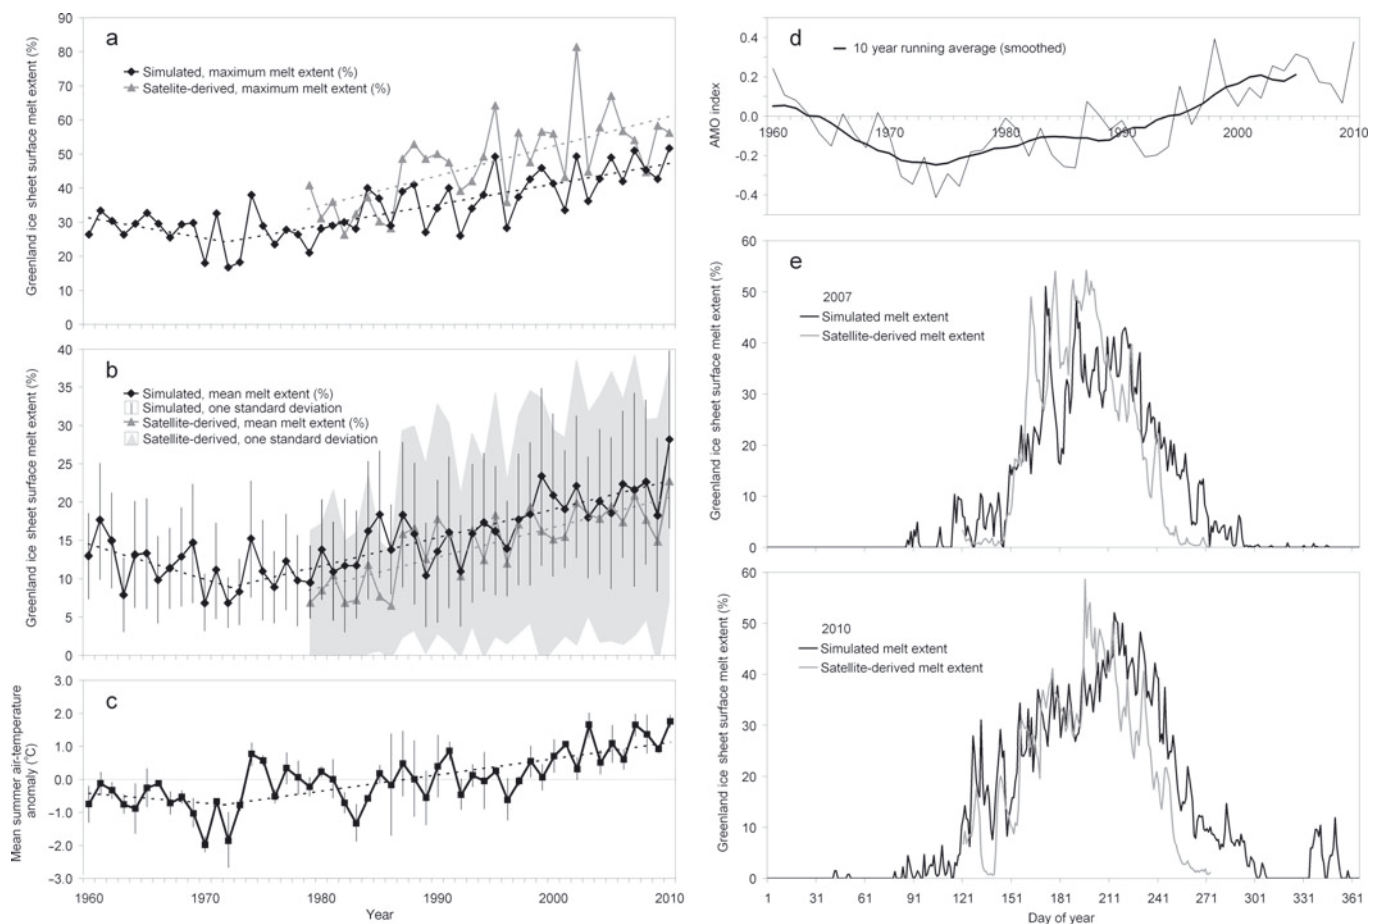 a
Simulated, maximum melt extent (%)
Satelite-derived, maximum melt extent (%)
Greenland ice sheet surface melt extent (%)
90
80
70
60
50
40
30
20
10
0
b
Simulated, mean melt extent (%)
Simulated, one standard deviation
Satellite-derived, mean melt extent (%)
Satellite-derived, one standard deviation
Greenland ice sheet surface melt extent (%)
40
35
30
25
20
15
10
5
0
c
Mean summer air-temperature
anomaly (°C)
3.0
2.0
1.0
0.0
−1.0
−2.0
−3.0
1960 1970 1980 1990 2000 2010
Year
d
10 year running average (smoothed)
AMO index
0.4
0.2
0.0
−0.2
−0.4
1960 1970 1980 1990 2000 2010
e
2007
Simulated melt extent
Satellite-derived melt extent
Greenland ice sheet surface melt extent (%)
60
50
40
30
20
10
0
2010
Simulated melt extent
Satellite-derived melt extent
Greenland ice sheet surface melt extent (%)
60
50
40
30
20
10
0
1 31 61 91 121 151 181 211 241 271 301 331 361
Day of year